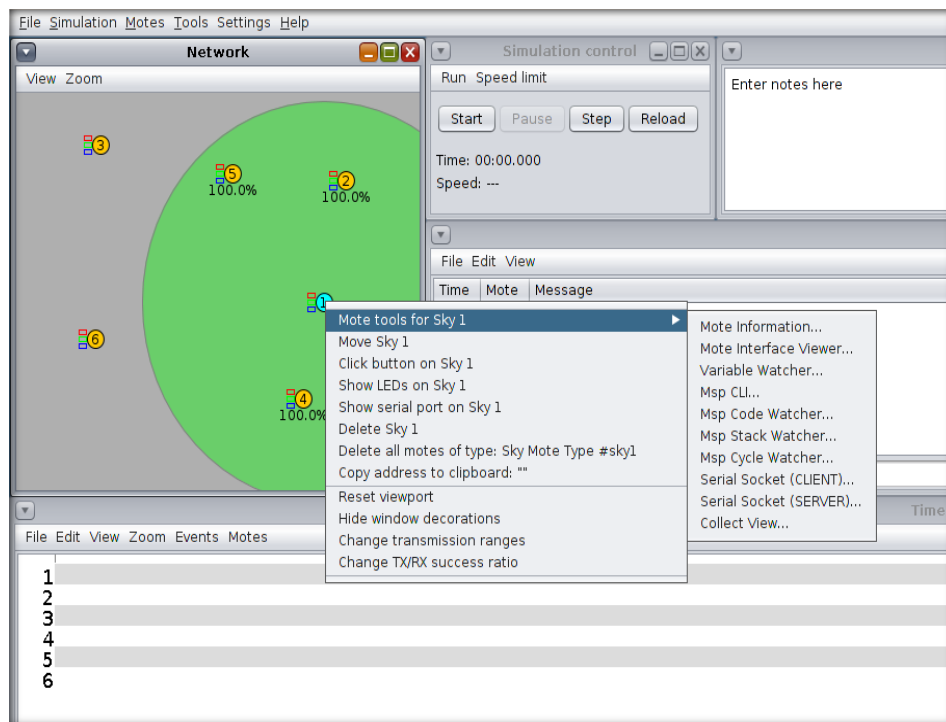 File Simulation Motes Tools Settings Help
Network
View Zoom
3
5
100.0%
2
100.0%
1
6
4
100.0%
Simulation control
Run Speed limit
Start Pause Step Reload
Time: 00:00.000
Speed: ---
Enter notes here
File Edit View
Time Mote Message
Mote tools for Sky 1
Move Sky 1
Click button on Sky 1
Show LEDs on Sky 1
Show serial port on Sky 1
Delete Sky 1
Delete all motes of type: Sky Mote Type #sky1
Copy address to clipboard: ""
Reset viewport
Hide window decorations
Change transmission ranges
Change TX/RX success ratio
Mote Information...
Mote Interface Viewer...
Variable Watcher...
Msp CLI...
Msp Code Watcher...
Msp Stack Watcher...
Msp Cycle Watcher...
Serial Socket (CLIENT)...
Serial Socket (SERVER)...
Collect View...
Time
File Edit View Zoom Events Motes
1
2
3
4
5
6